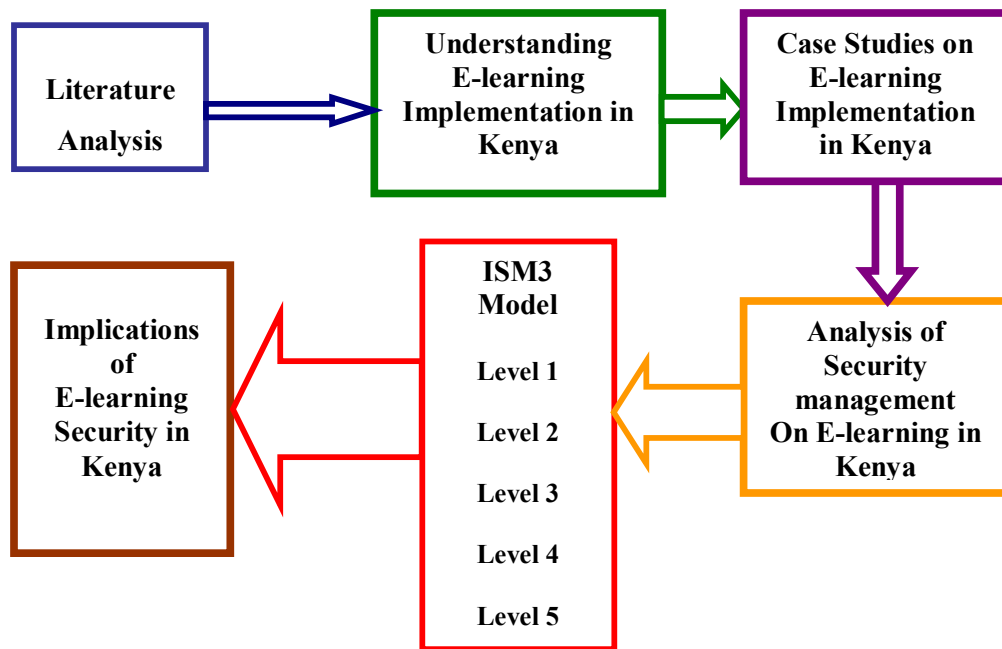 Literature
Analysis
Understanding
E-learning
Implementation in
Kenya
Case Studies on
E-learning
Implementation
in Kenya
Analysis of
Security
management
On E-learning in
Kenya
ISM3
Model
Level 1
Level 2
Level 3
Level 4
Level 5
Implications
of
E-learning
Security in
Kenya